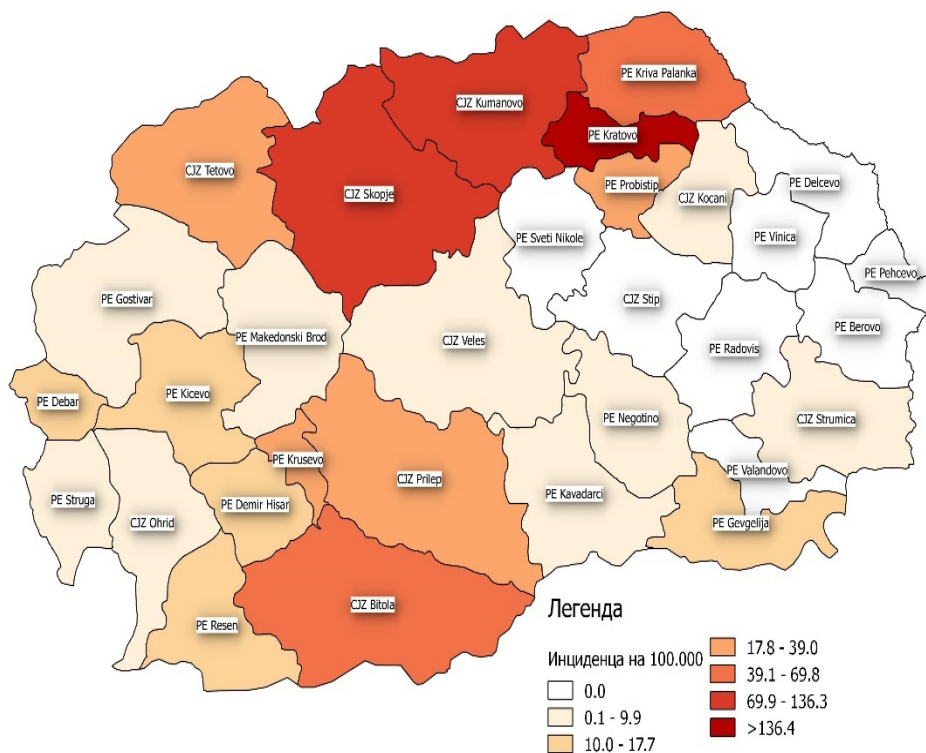 PE Kriva Palanka
CJZ Kumanovo
PE Kratovo
CJZ Tetovo
CJZ Skopje
PE Probistip
CJZ Kocani
PE Delcevo
PE Sveti Nikole
PE Vinica
PE Pehcevo
PE Gostivar
CJZ Stip
PE Makedonski Brod
CJZ Veles
PE Radovis
PE Berovo
PE Debar
PE Kicevo
PE Negotino
CJZ Strumica
PE Krusevo
PE Valandovo
CJZ Prilep
PE Struga
PE Demir Hisar
PE Kavadarci
CJZ Ohrid
PE Gevgelija
CJZ Bitola
PE Resen
Легенда
Инциденца на 100.000
0.0
0.1 - 9.9
10.0 - 17.7
17.8 - 39.0
39.1 - 69.8
69.9 - 136.3
>136.4